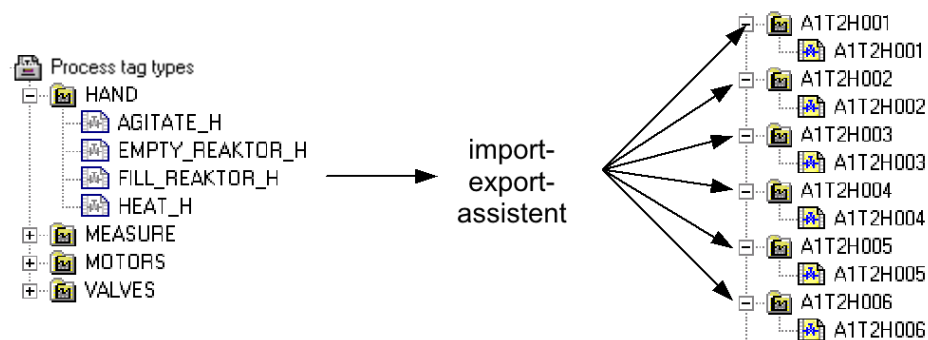 Process tag types
HAND
AGITATE_H
EMPTY_REAKTOR_H
FILL_REAKTOR_H
HEAT_H
MEASURE
MOTORS
VALVES
import-
export-
assistent
A1T2H001
A1T2H001
A1T2H002
A1T2H002
A1T2H003
A1T2H003
A1T2H004
A1T2H004
A1T2H005
A1T2H005
A1T2H006
A1T2H006